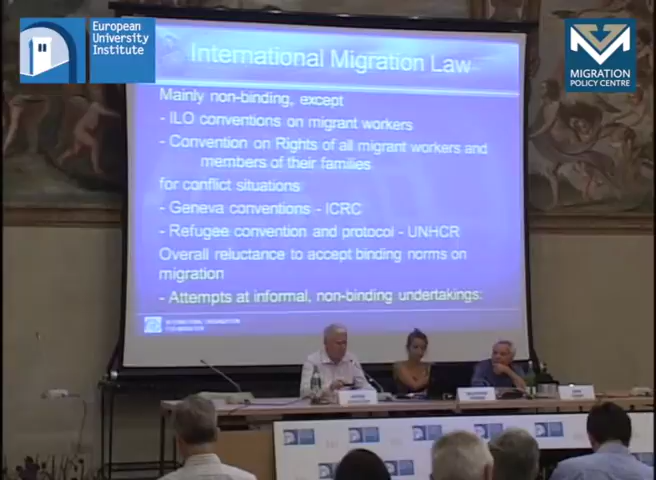 European
University
Institute
MIGRATION
POLICY CENTRE
International Migration Law
Mainly non-binding, except
- ILO conventions on migrant workers
- Convention on Rights of all migrant workers and
members of their families
for conflict situations
- Geneva conventions - ICRC
- Refugee convention and protocol - UNHCR
Overall reluctance to accept binding norms on
migration
- Attempts at informal, non-binding undertakings: